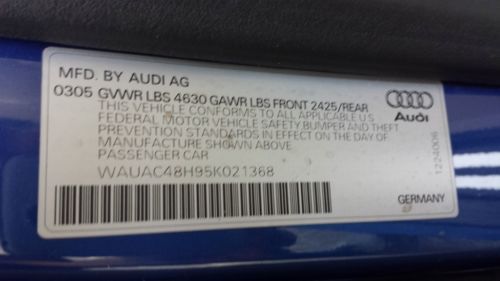 MFD. BY AUDI AG
0305 GVWR LBS 4630 GAWR LBS FRONT 2425/REAR
THIS VEHICLE CONFORMS TO ALL APPLICABLE U.S
FEDERAL MOTOR VEHICLE SAFETY, BUMPER AND THEFT
PREVENTION STANDARDS IN EFFECT ON THE DAY OF
MANUFACTURE SHOWN ABOVE.
PASSENGER CAR
WAUAC48H95K021368
Audi
1224006
GERMANY